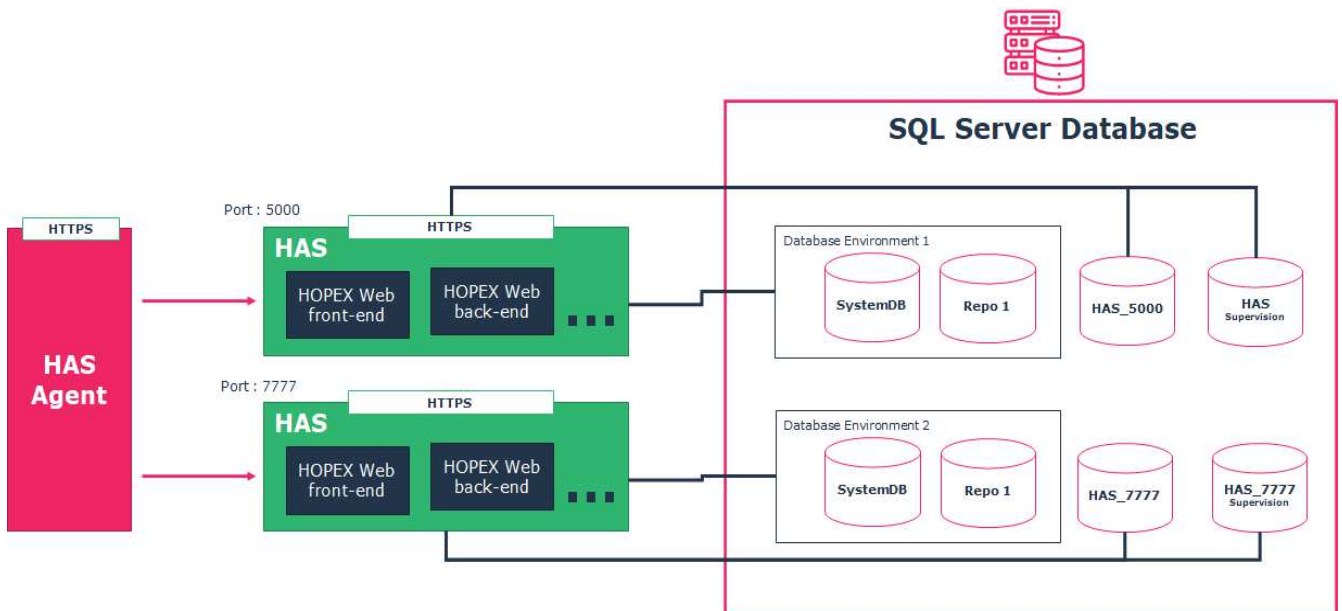 SQL Server Database
HTTPS
HAS
Agent
Port : 5000
HTTPS
HAS
HOPEX Web
front-end
HOPEX Web
back-end
Database Environment 1
SystemDB
Repo 1
HAS_5000
HAS
Supervision
Port : 7777
HTTPS
HAS
HOPEX Web
front-end
HOPEX Web
back-end
Database Environment 2
SystemDB
Repo 1
HAS_7777
HAS_7777
Supervision